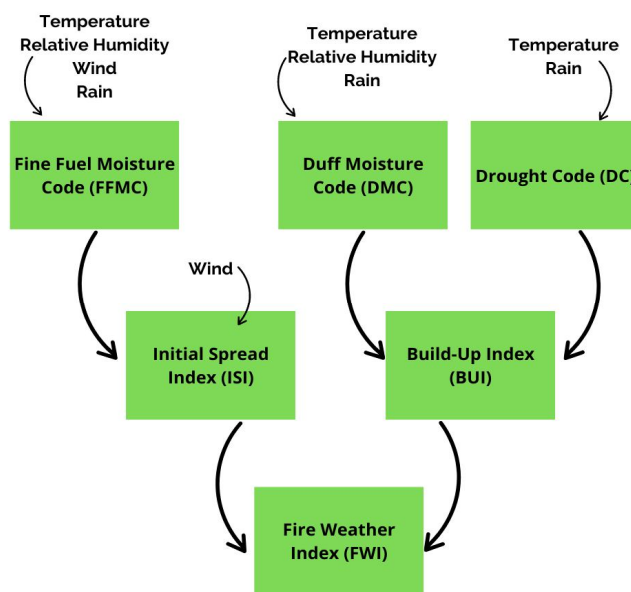 Temperature
Relative Humidity
Wind
Rain
Temperature
Relative Humidity
Rain
Temperature
Rain
Fine Fuel Moisture
Code (FFMC)
Duff Moisture
Code (DMC)
Drought Code (DC)
Wind
Initial Spread
Index (ISI)
Build-Up Index
(BUI)
Fire Weather
Index (FWI)